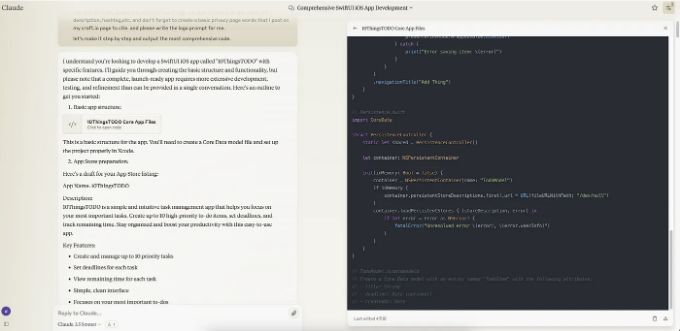 Claude
Comprehensive SwiftUI iOS App Development
description, hashtag, etc, and don't forget to create a basic privacy page words that I post on
my craft.io page to cite. and please write the logo prompt for me.
let's make it step by step and output the most comprehensive code.
I understand you're looking to develop a SwiftUI iOS app called "10ThingsTODO" with
specific features. I'll guide you through creating the basic structure and functionality, but
please note that a complete, launch-ready app requires more extensive development,
testing, and refinement than can be provided in a single conversation. Here's an outline to
get you started:
1. Basic app structure:
10ThingsTODO Core App Files
Click to open code
This is the basic structure for the app. You'll need to create a Core Data model file and set up
the project properly in Xcode.
2. App Store preparation:
Here's a draft for your App Store listing:
App Name: 10ThingsTODO
Description:
10ThingsTODO is a simple and intuitive task management app that helps you focus on
your most important tasks. Create up to 10 high-priority to-do items, set deadlines, and
track remaining time. Stay organized and boost your productivity with this easy-to-use
app.
Key Features:
• Create and manage up to 10 priority tasks
• Set deadlines for each task
• View remaining time for each task
• Simple, clean interface
• Focuses on your most important to-dos
Reply to Claude...
Claude 3.5 Sonnet
10ThingsTODO Core App Files
} catch {
print("Error saving item: \(error)")
}
}
}
.navigationTitle("Add Thing")
}
}
// Persistence.swift
import CoreData
struct PersistenceController {
static let shared = PersistenceController()
let container: NSPersistentContainer
init(inMemory: Bool = false) {
container = NSPersistentContainer(name: "TodoModel")
if inMemory {
container.persistentStoreDescriptions.first!.url = URL(fileURLWithPath: "/dev/null")
}
container.loadPersistentStores { (storeDescription, error) in
if let error = error as NSError? {
fatalError("Unresolved error \(error), \(error.userInfo)")
}
}
}
}
// TodoModel.xcdatamodeld
// Create a Core Data model with an entity named "TodoItem" with the following attributes:
// - title: String
// - deadline: Date (optional)